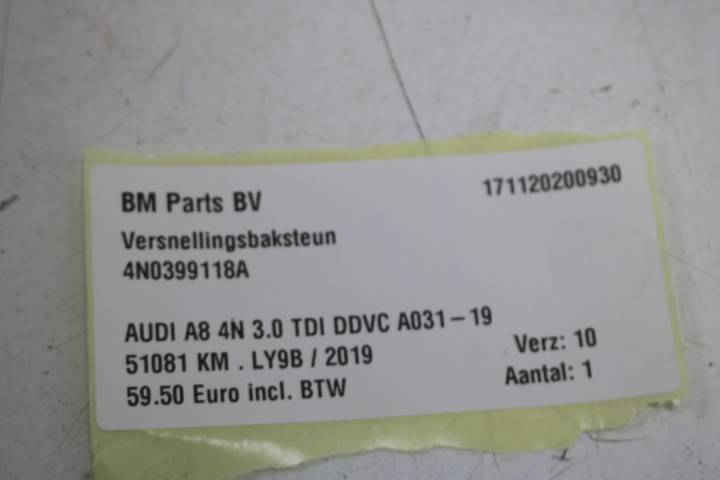 BM Parts BV 171120200930
Versnellingsbaksteun
4N0399118A
AUDI A8 4N 3.0 TDI DDVC A031-19
51081 KM . LY9B / 2019 Verz: 10
59.50 Euro incl. BTW Aantal: 1